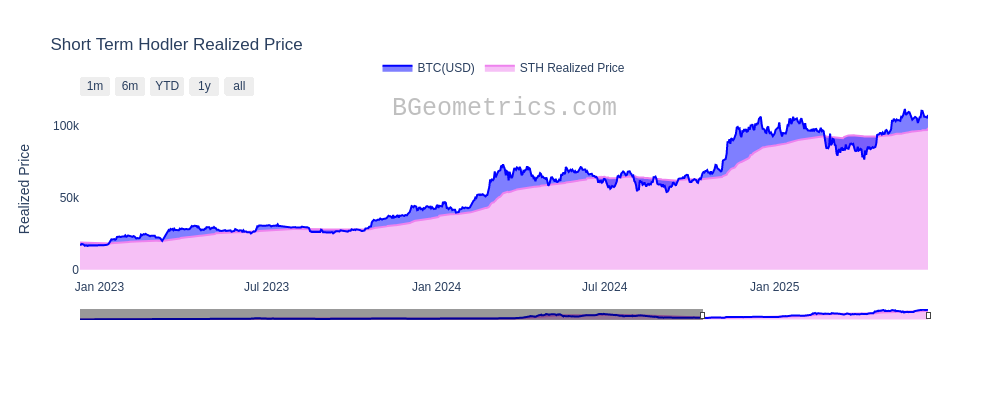 Short Term Hodler Realized Price
BTC(USD) STH Realized Price
1m 6m YTD 1y all
BGeometrics.com
Realized Price
100k
50k
0
Jan 2023 Jul 2023 Jan 2024 Jul 2024 Jan 2025